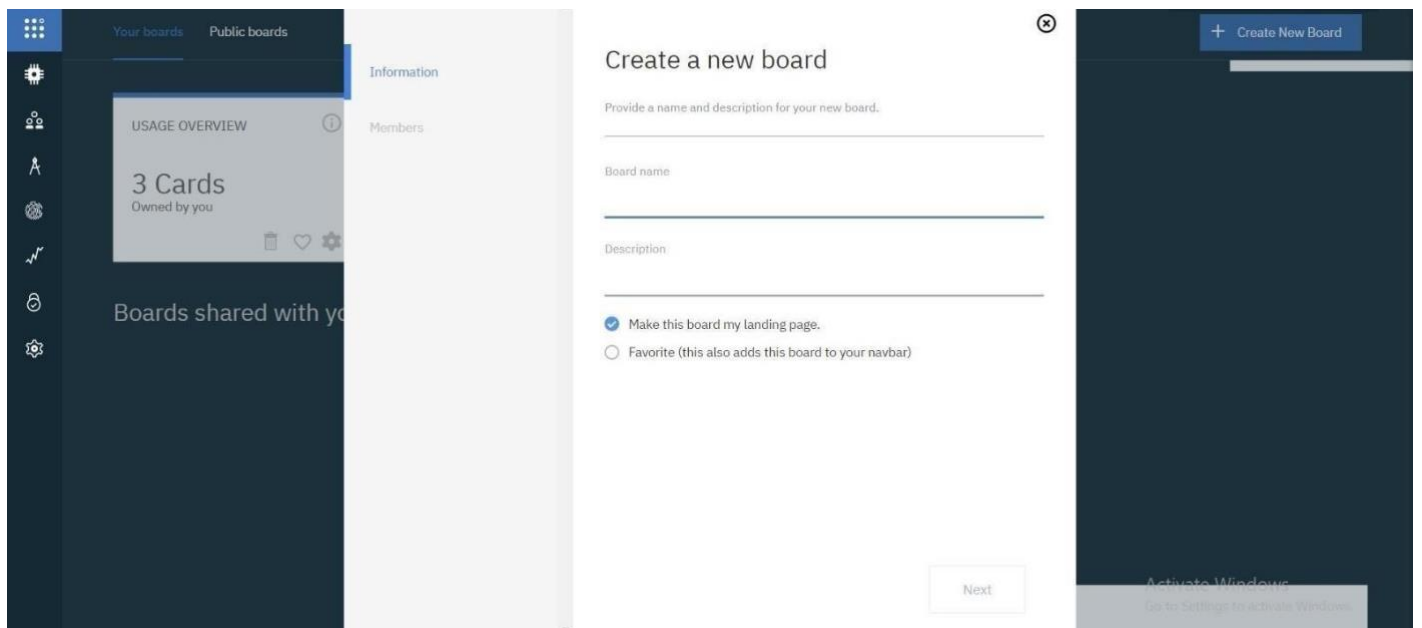 Your boards
Public boards
USAGE OVERVIEW
3 Cards
Owned by you
Boards shared with yo
Information
Members
Create a new board
Provide a name and description for your new board.
Board name
Description
Make this board my landing page.
Favorite (this also adds this board to your navbar)
Next
+ Create New Board
Activate Windows
Go to Settings to activate Windows.